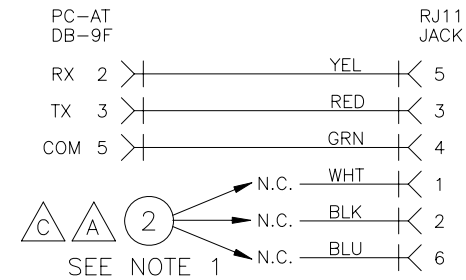 PC-AT RJ11
DB-9F JACK
RX 2 YEL 5
TX 3 RED 3
COM 5 GRN 4
N.C. WHT 1
C A 2 N.C. BLK 2
N.C. BLU 6
SEE NOTE 1